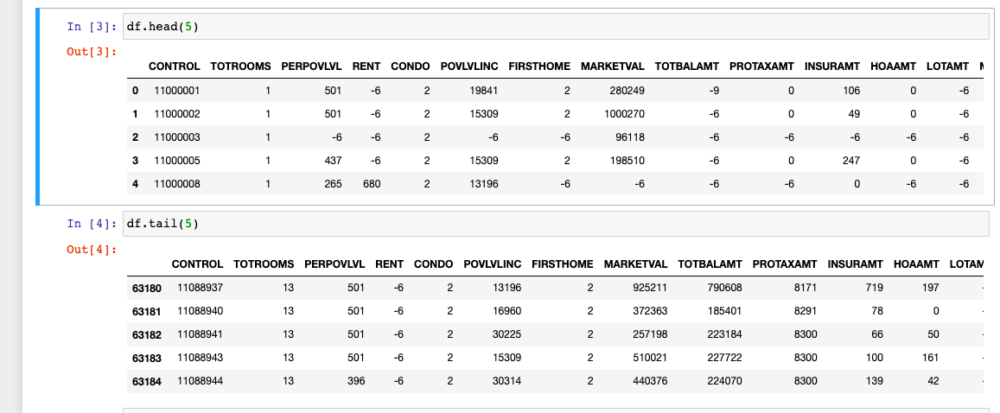 In [3]: df.head(5)
Out[3]:
CONTROL TOTROOMS PERPOVLVL RENT CONDO POVLVLINC FIRSTHOME MARKETVAL TOTBALAMT PROTAXAMT INSURAMT HOAAMT LOTAMT
0 11000001 1 501 -6 2 19841 2 280249 -9 0 106 0 -6
1 11000002 1 501 -6 2 15309 2 1000270 -6 0 49 0 -6
2 11000003 1 -6 -6 2 -6 -6 96118 -6 -6 -6 -6 -6
3 11000005 1 437 -6 2 15309 2 198510 -6 0 247 0 -6
4 11000008 1 265 680 2 13196 -6 -6 -6 -6 0 -6 -6
In [4]: df.tail(5)
Out[4]:
CONTROL TOTROOMS PERPOVLVL RENT CONDO POVLVLINC FIRSTHOME MARKETVAL TOTBALAMT PROTAXAMT INSURAMT HOAAMT LOTAM
63180 11088937 13 501 -6 2 13196 2 925211 790608 8171 719 197
63181 11088940 13 501 -6 2 16960 2 372363 185401 8291 78 0
63182 11088941 13 501 -6 2 30225 2 257198 223184 8300 66 50
63183 11088943 13 501 -6 2 15309 2 510021 227722 8300 100 161
63184 11088944 13 396 -6 2 30314 2 440376 224070 8300 139 42